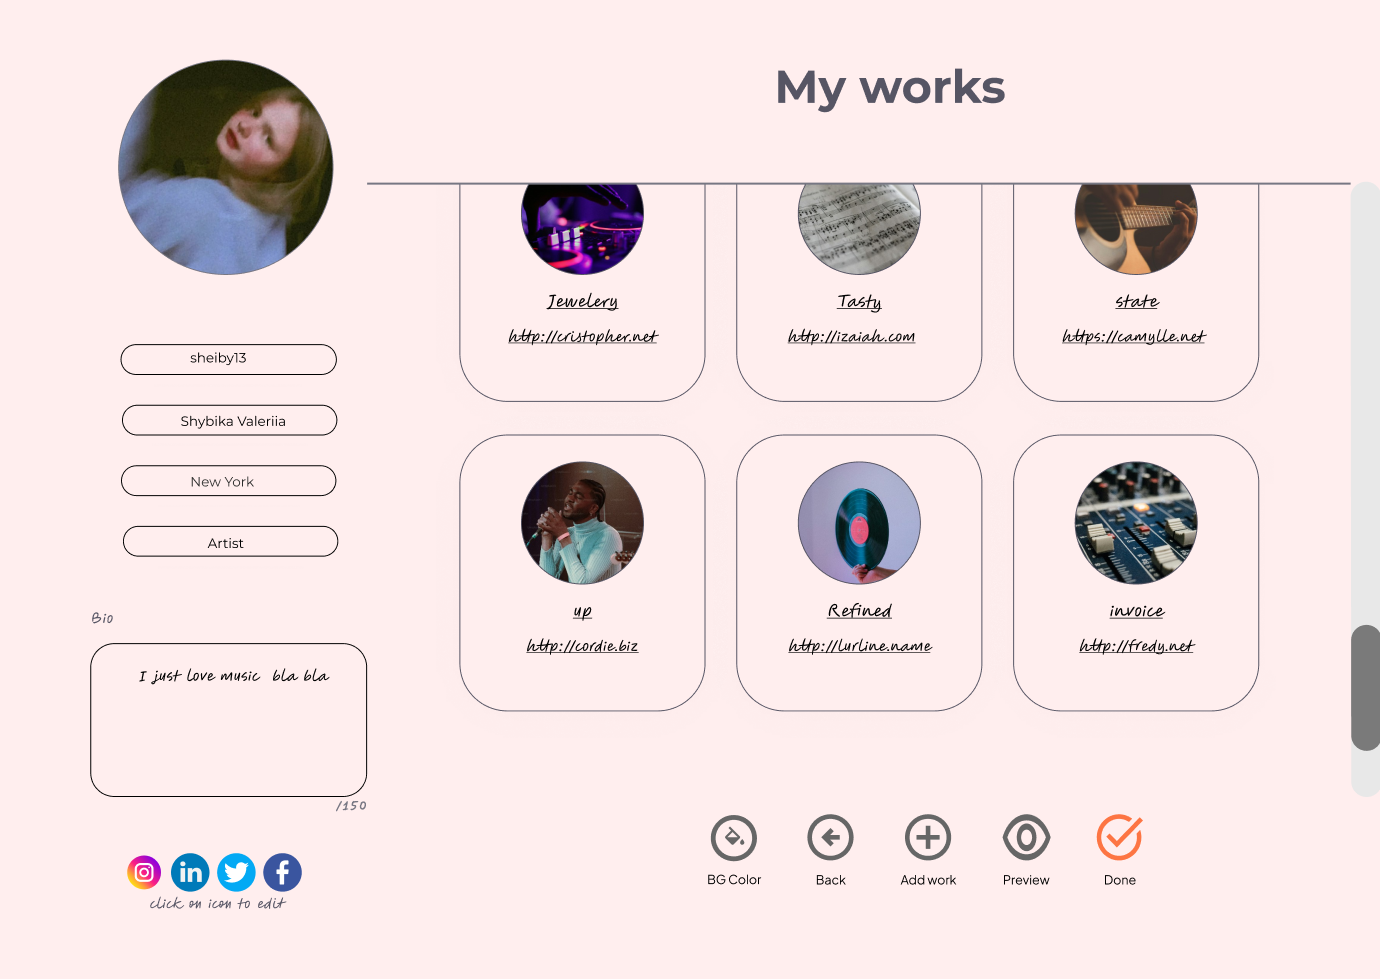 My works
sheiby13
Shybika Valeriia
New York
Artist
Bio
I just love music bla bla
/150
click on icon to edit
Jewelery
http://cristopher.net
Tasty
http://izaiah.com
state
https://camylle.net
up
http://cordie.biz
Refined
http://lurline.name
invoice
http://fredy.net
BG Color
Back
Add work
Preview
Done